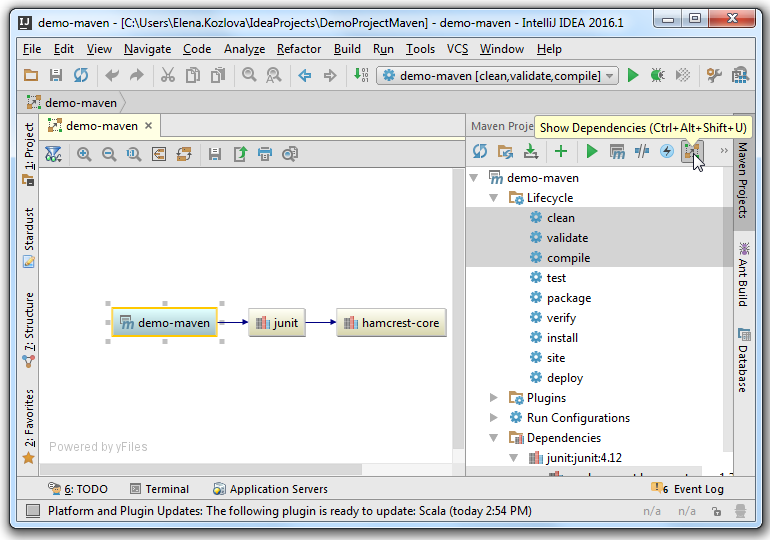 demo-maven - [C:\Users\Elena.Kozlova\IdeaProjects\DemoProjectMaven] - demo-maven - IntelliJ IDEA 2016.1
File Edit View Navigate Code Analyze Refactor Build Run Tools VCS Window Help
demo-maven [clean,validate,compile]
demo-maven
demo-maven
Maven Proje
Show Dependencies (Ctrl+Alt+Shift+U)
1: Project
Stardust
7: Structure
2: Favorites
demo-maven
junit
hamcrest-core
Powered by yFiles
demo-maven
Lifecycle
clean
validate
compile
test
package
verify
install
site
deploy
Plugins
Run Configurations
Dependencies
junit:junit:4.12
Maven Projects
Ant Build
Database
6: TODO
Terminal
Application Servers
6 Event Log
Platform and Plugin Updates: The following plugin is ready to update: Scala (today 2:54 PM)
n/a
n/a